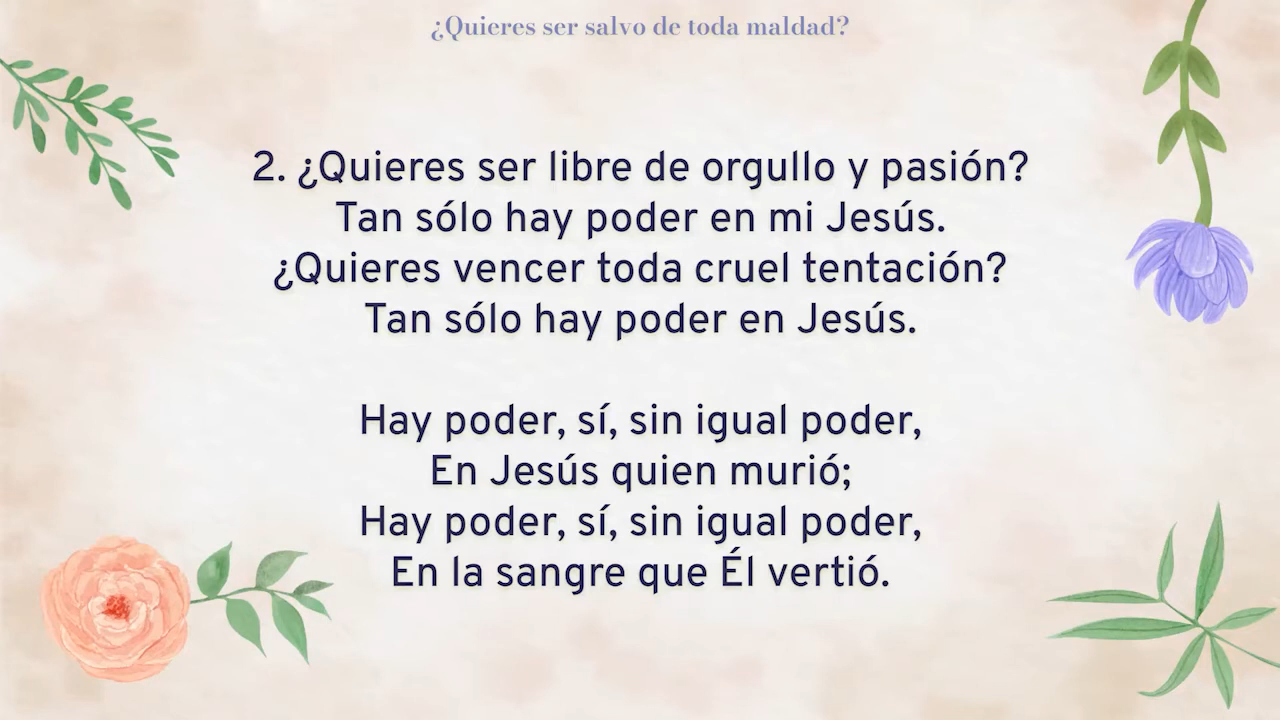 ¿Quieres ser salvo de toda maldad?
2. ¿Quieres ser libre de orgullo y pasión?
Tan sólo hay poder en mi Jesús.
¿Quieres vencer toda cruel tentación?
Tan sólo hay poder en Jesús.
Hay poder, sí, sin igual poder,
En Jesús quien murió;
Hay poder, sí, sin igual poder,
En la sangre que Él vertió.